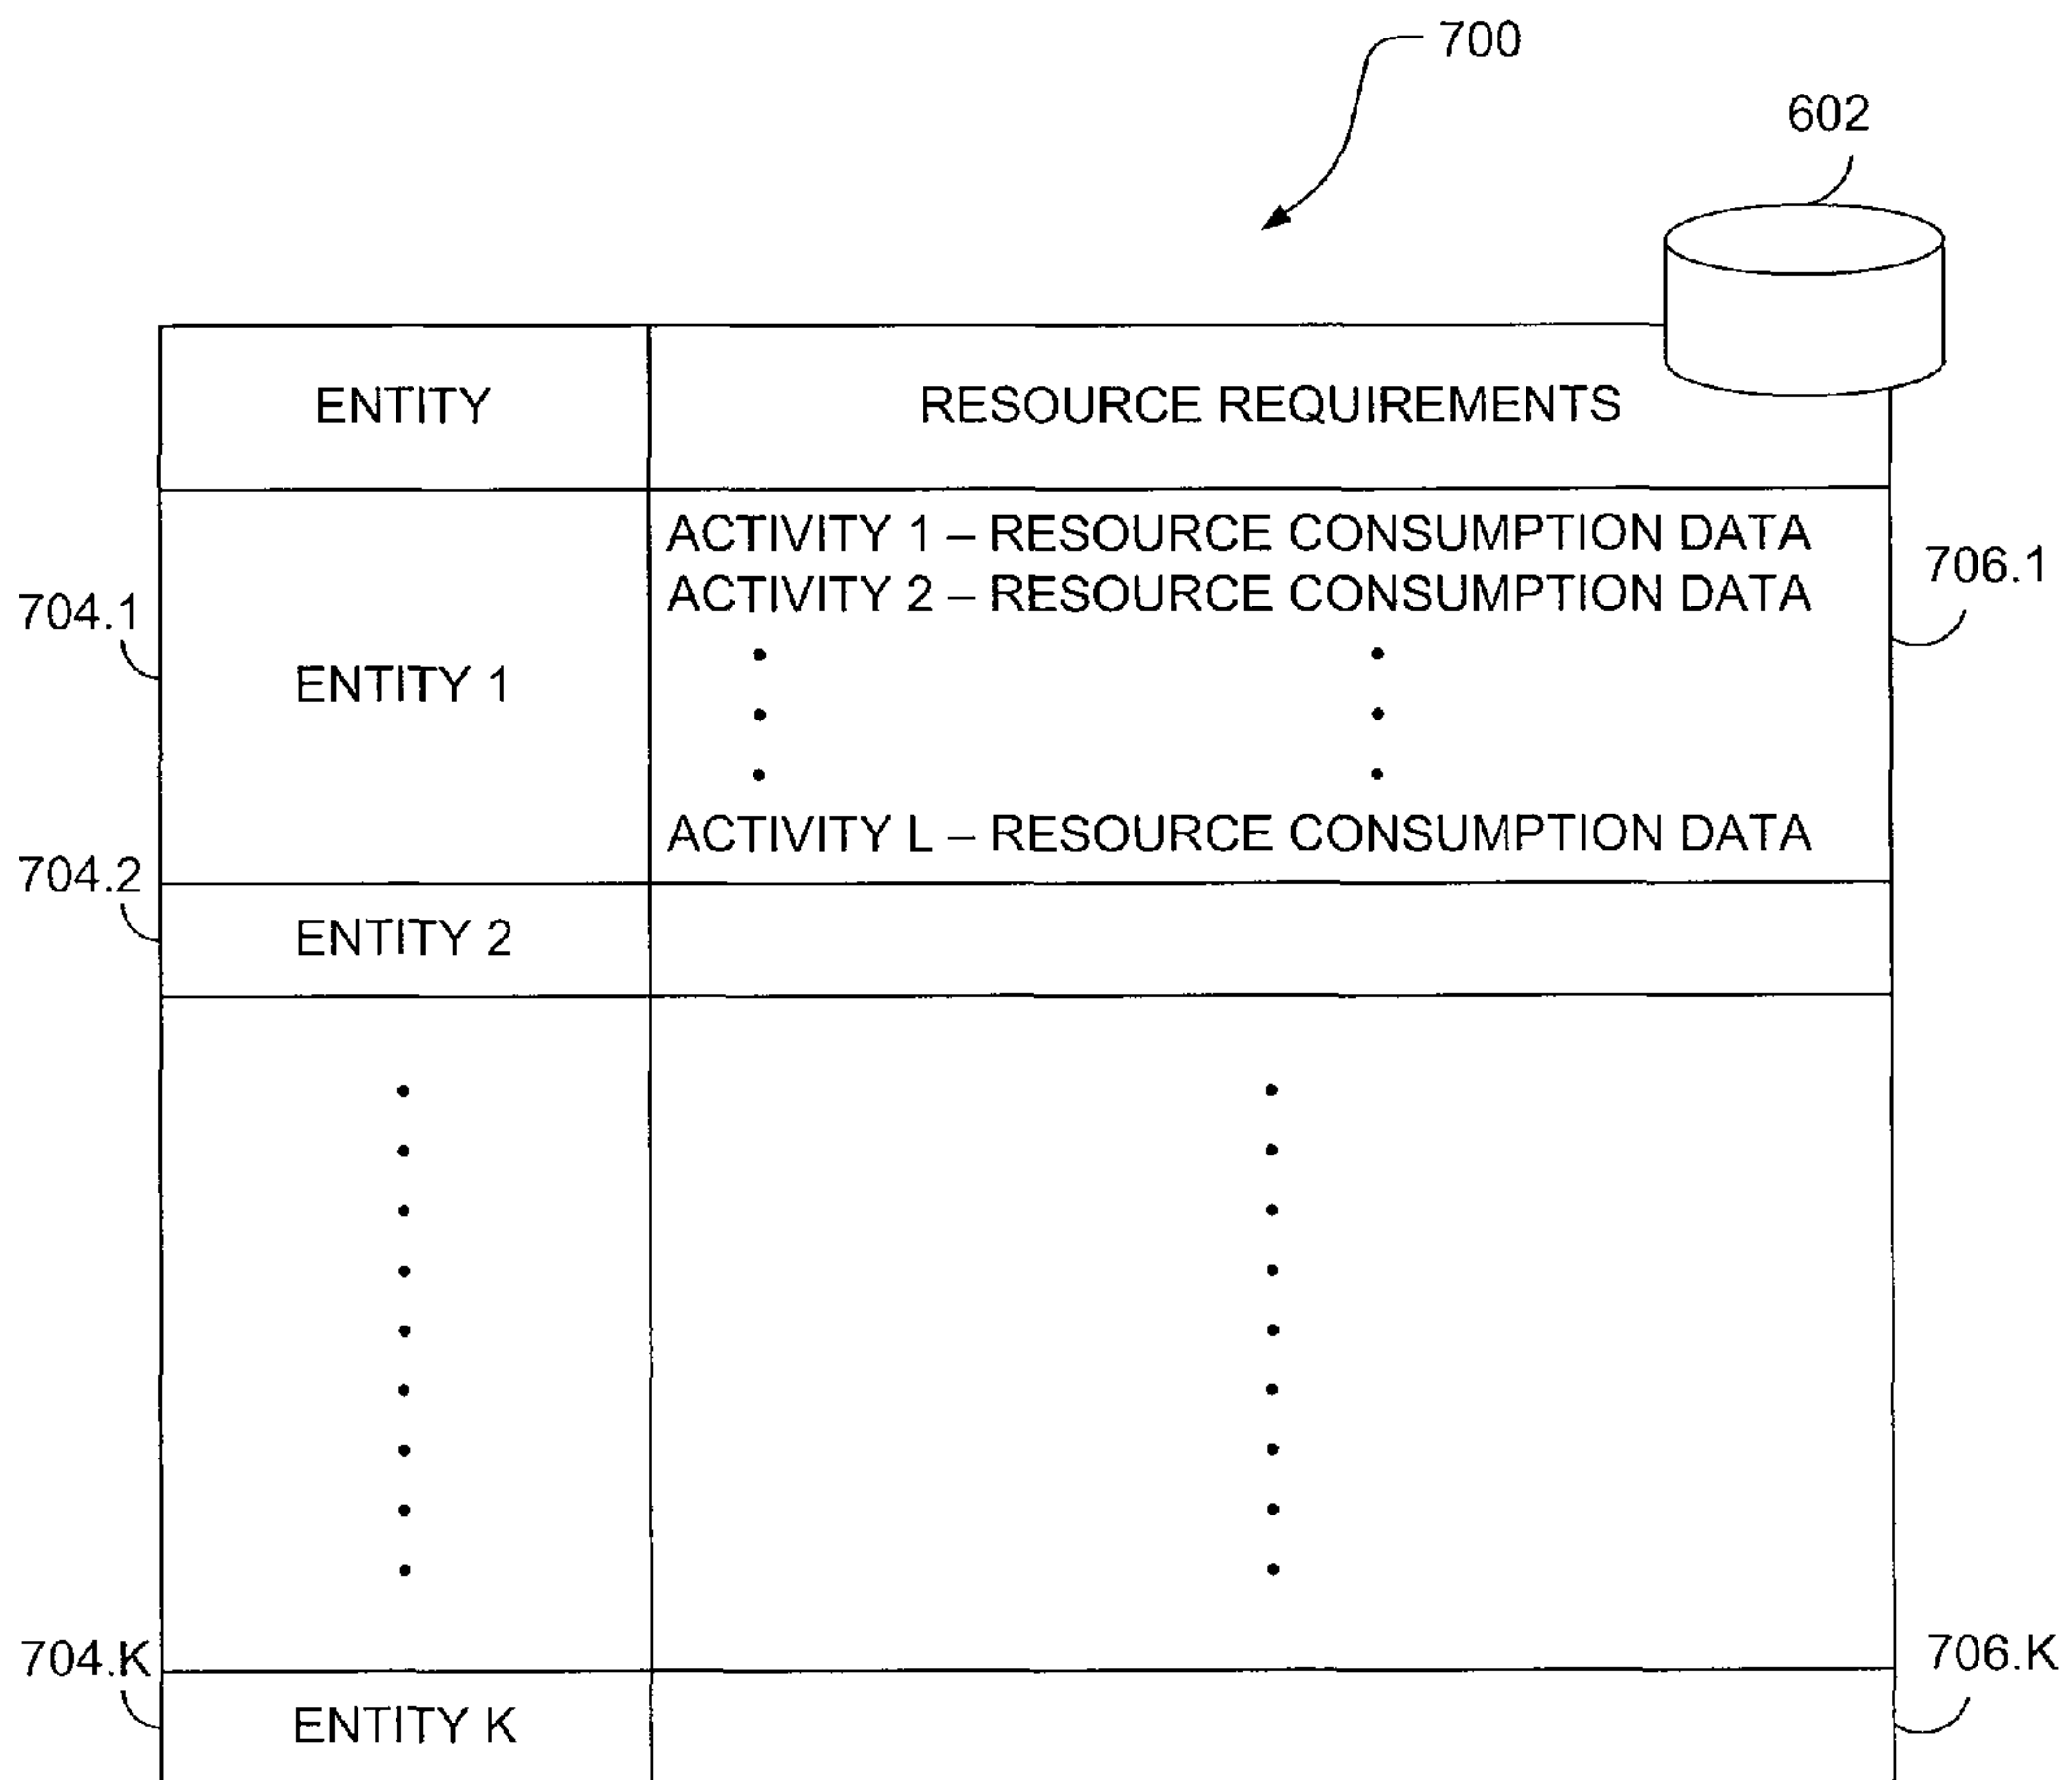 700
602
ENTITY
RESOURCE REQUIREMENTS
ACTIVITY 1 – RESOURCE CONSUMPTION DATA
706.1
ACTIVITY 2 – RESOURCE CONSUMPTION DATA
704.1
ENTITY 1
ACTIVITY L – RESOURCE CONSUMPTION DATA
704.2
ENTITY 2
704.K
706.K
ENTITY K